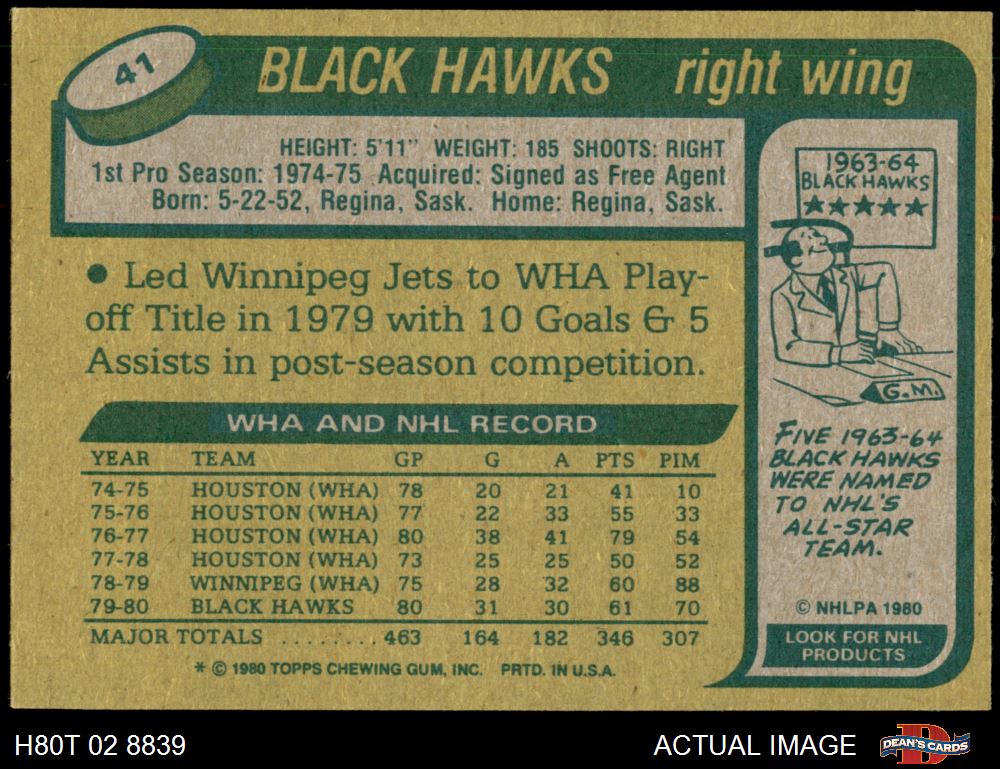 41
BLACK HAWKS right wing
HEIGHT: 5'11" WEIGHT: 185 SHOOTS: RIGHT
1st Pro Season: 1974-75 Acquired: Signed as Free Agent
Born: 5-22-52, Regina, Sask. Home: Regina, Sask.
● Led Winnipeg Jets to WHA Play-
off Title in 1979 with 10 Goals & 5
Assists in post-season competition.
WHA AND NHL RECORD
YEAR TEAM GP G A PTS PIM
74-75 HOUSTON (WHA) 78 20 21 41 10
75-76 HOUSTON (WHA) 77 22 33 55 33
76-77 HOUSTON (WHA) 80 38 41 79 54
77-78 HOUSTON (WHA) 73 25 25 50 52
78-79 WINNIPEG (WHA) 75 28 32 60 88
79-80 BLACK HAWKS 80 31 30 61 70
MAJOR TOTALS ........ 463 164 182 346 307
* © 1980 TOPPS CHEWING GUM, INC. PRTD. IN U.S.A.
1963-64
BLACK HAWKS
★★★★★
G.M.
FIVE 1963-64
BLACK HAWKS
WERE NAMED
TO NHL'S
ALL-STAR
TEAM.
© NHLPA 1980
LOOK FOR NHL
PRODUCTS
H80T 02 8839
ACTUAL IMAGE
D
DEAN'S CARDS